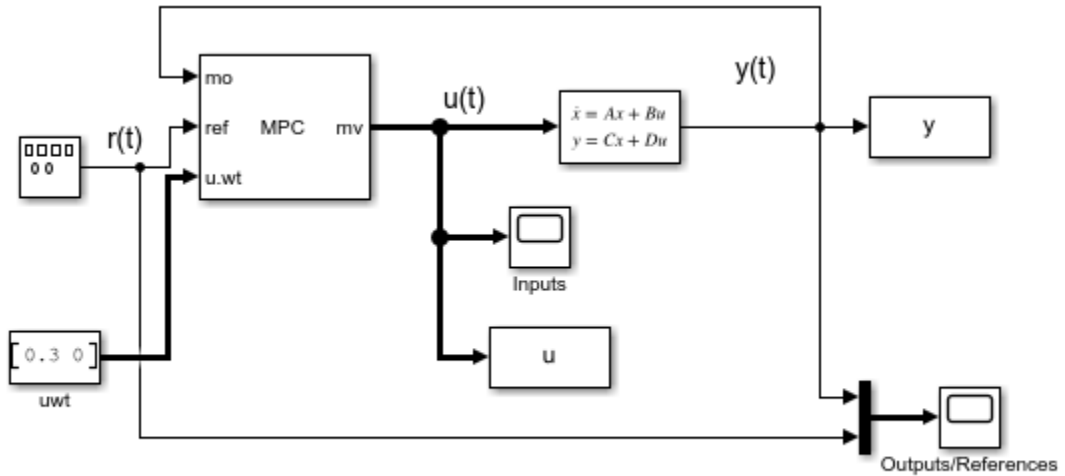 y(t)
u(t)
mo
ẋ = Ax + Bu
y = Cx + Du
y
r(t)
ref
MPC
mv
u.wt
Inputs
[0.3 0]
u
uwt
Outputs/References